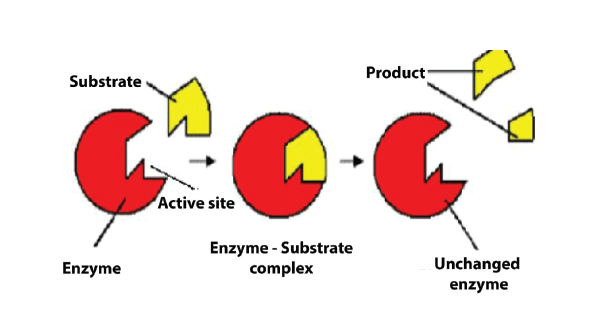 Substrate
Product
Active site
Enzyme - Substrate
complex
Enzyme
Unchanged
enzyme